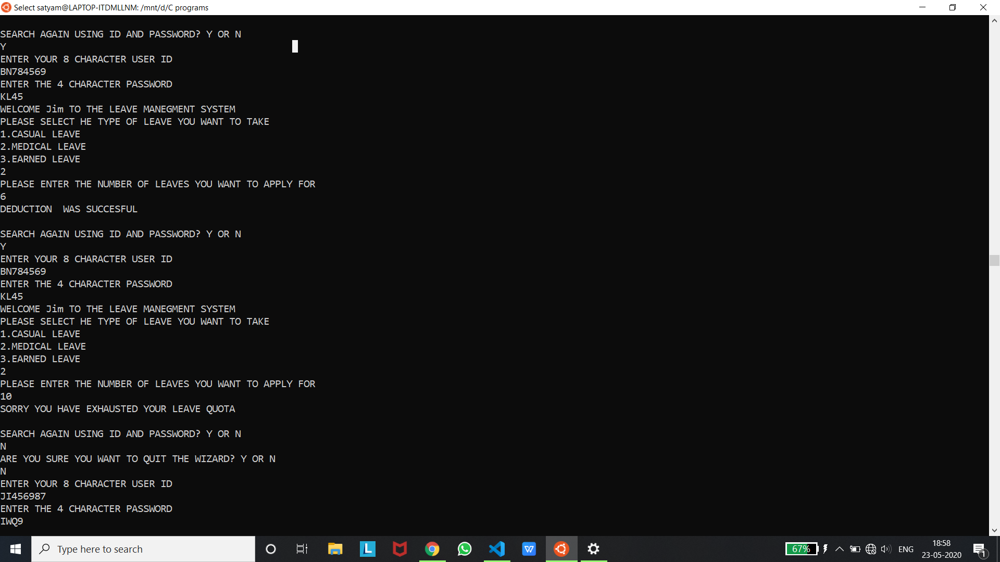 Select satyam@LAPTOP-ITDMLLNM: /mnt/d/C programs
SEARCH AGAIN USING ID AND PASSWORD? Y OR N
Y
ENTER YOUR 8 CHARACTER USER ID
BN784569
ENTER THE 4 CHARACTER PASSWORD
KL45
WELCOME Jim TO THE LEAVE MANEGMENT SYSTEM
PLEASE SELECT HE TYPE OF LEAVE YOU WANT TO TAKE
1.CASUAL LEAVE
2.MEDICAL LEAVE
3.EARNED LEAVE
2
PLEASE ENTER THE NUMBER OF LEAVES YOU WANT TO APPLY FOR
6
DEDUCTION  WAS SUCCESFUL
SEARCH AGAIN USING ID AND PASSWORD? Y OR N
Y
ENTER YOUR 8 CHARACTER USER ID
BN784569
ENTER THE 4 CHARACTER PASSWORD
KL45
WELCOME Jim TO THE LEAVE MANEGMENT SYSTEM
PLEASE SELECT HE TYPE OF LEAVE YOU WANT TO TAKE
1.CASUAL LEAVE
2.MEDICAL LEAVE
3.EARNED LEAVE
2
PLEASE ENTER THE NUMBER OF LEAVES YOU WANT TO APPLY FOR
10
SORRY YOU HAVE EXHAUSTED YOUR LEAVE QUOTA
SEARCH AGAIN USING ID AND PASSWORD? Y OR N
N
ARE YOU SURE YOU WANT TO QUIT THE WIZARD? Y OR N
N
ENTER YOUR 8 CHARACTER USER ID
JI456987
ENTER THE 4 CHARACTER PASSWORD
IWQ9
Type here to search
L
W
67%
ENG
18:58
23-05-2020
1